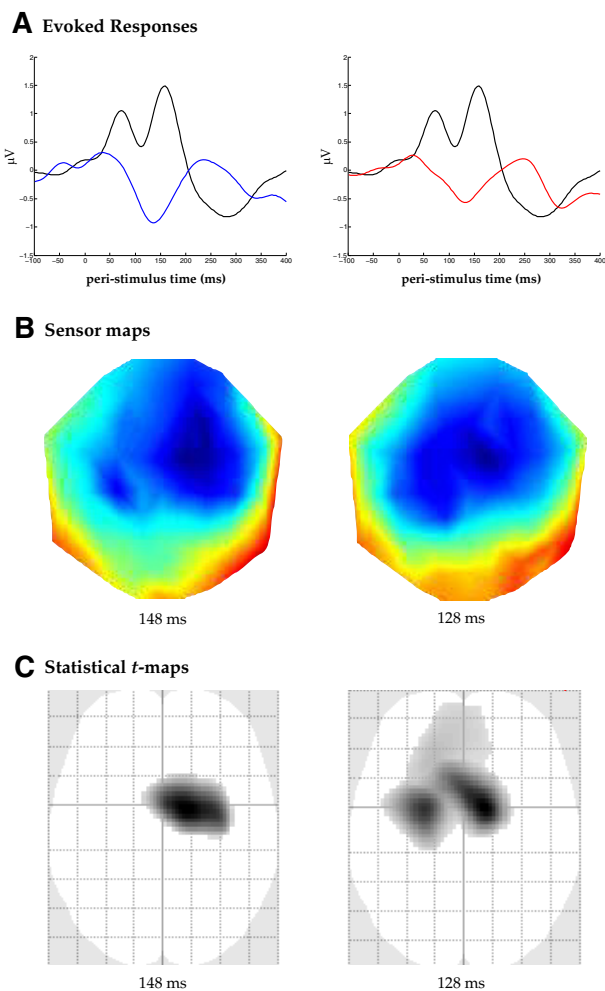 A Evoked Responses
2
1.5
1
0.5
0
−0.5
−1
−1.5
μV
−100 −50 0 50 100 150 200 250 300 350 400
peri-stimulus time (ms)
2
1.5
1
0.5
0
−0.5
−1
−1.5
μV
−100 −50 0 50 100 150 200 250 300 350 400
peri-stimulus time (ms)
B Sensor maps
148 ms
128 ms
C Statistical t-maps
148 ms
128 ms